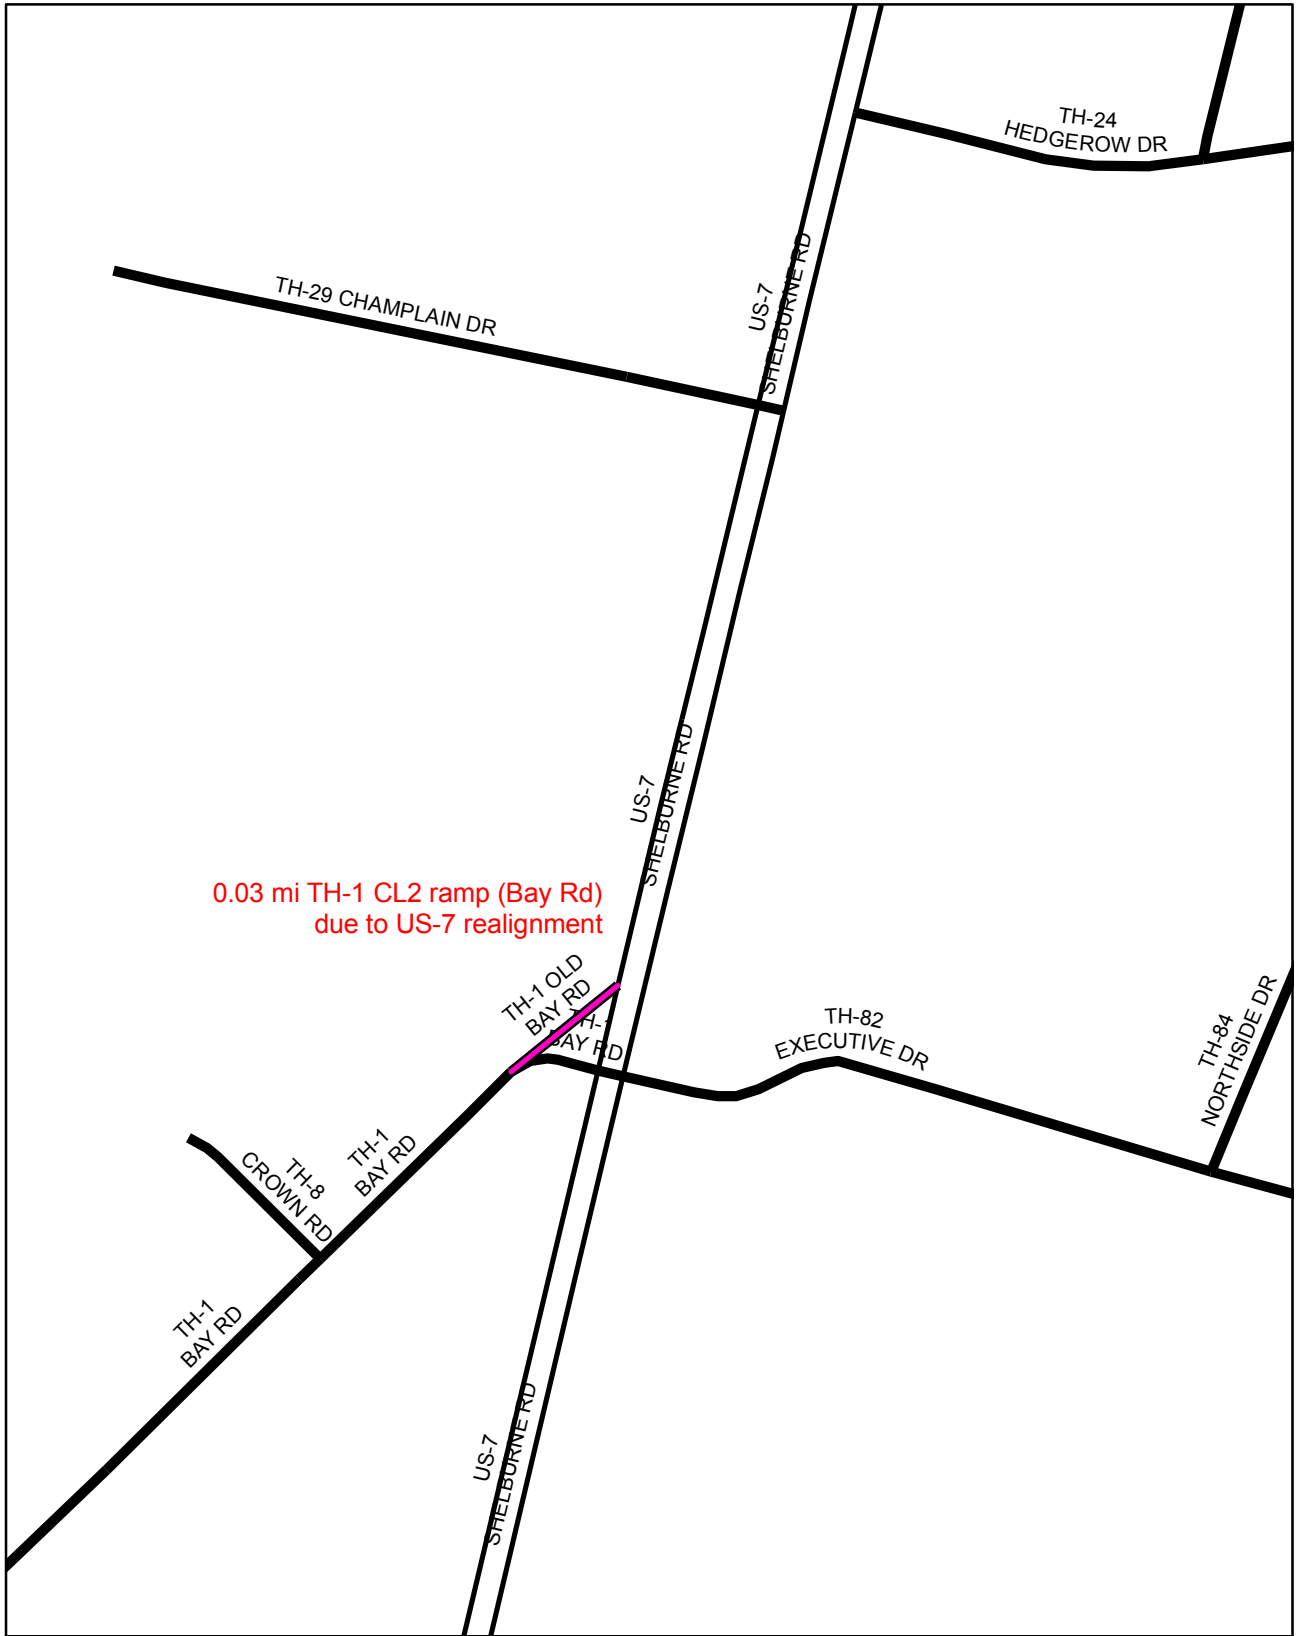 TH-24
HEDGEROW DR
US-7
SHELBURNE RD
TH-29 CHAMPLAIN DR
US-7
SHELBURNE RD
0.03 mi TH-1 CL2 ramp (Bay Rd)
due to US-7 realignment
TH-1 OLD
BAY RD
TH-1
BAY RD
TH-82
EXECUTIVE DR
TH-84
NORTHSIDE DR
TH-1
BAY RD
TH-8
CROWN RD
TH-1
BAY RD
US-7
SHELBURNE RD